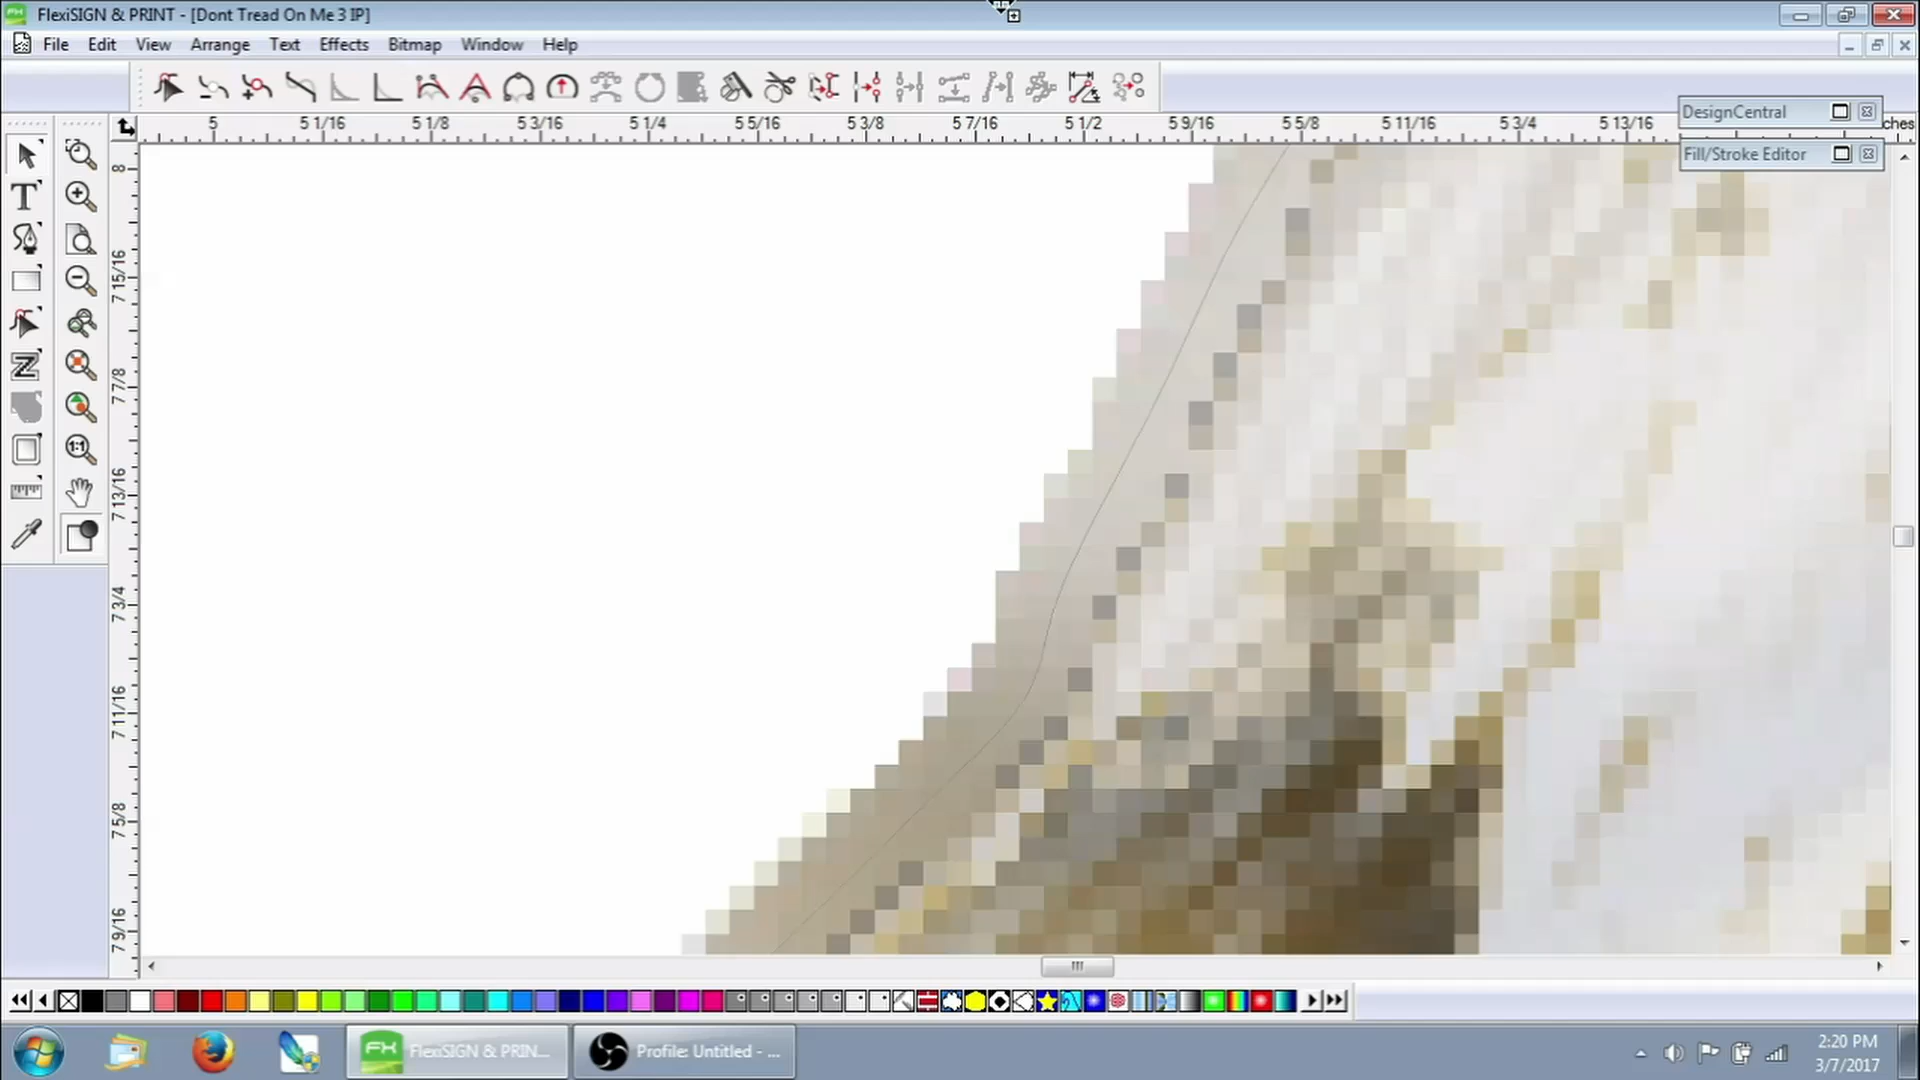 FlexiSIGN & PRINT - [Dont Tread On Me 3 IP]
File Edit View Arrange Text Effects Bitmap Window Help
DesignCentral
5 5 1/16 5 1/8 5 3/16 5 1/4 5 5/16 5 3/8 5 7/16 5 1/2 5 9/16 5 5/8 5 11/16 5 3/4 5 13/16 ches
Fill/Stroke Editor
8
7 15/16
7 7/8
7 13/16
7 3/4
7 11/16
7 5/8
7 9/16
T
Z
1:1
FX FlexiSIGN & PRIN... Profile: Untitled - ...
2:20 PM
3/7/2017